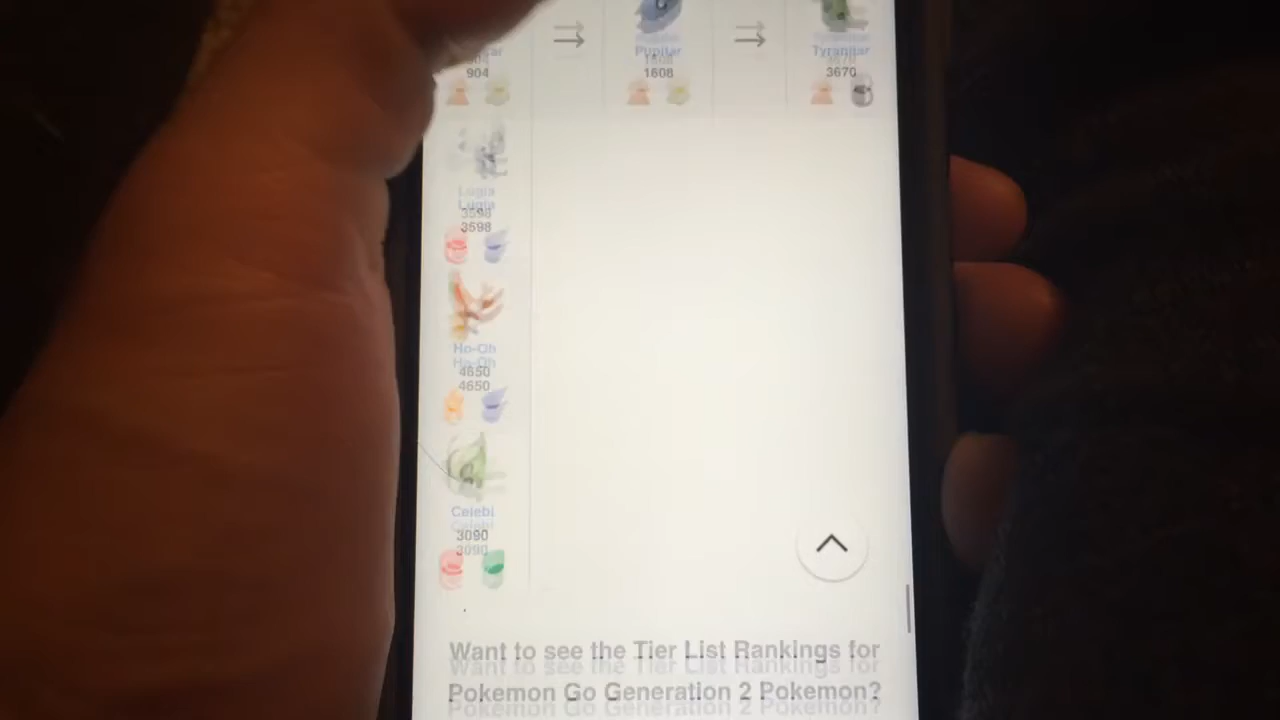 Pupitar
Tyranitar
904
1608
3670
Lugia
3598
Ho-Oh
4650
Celebi
3090
Want to see the Tier List Rankings for
Pokemon Go Generation 2 Pokemon?